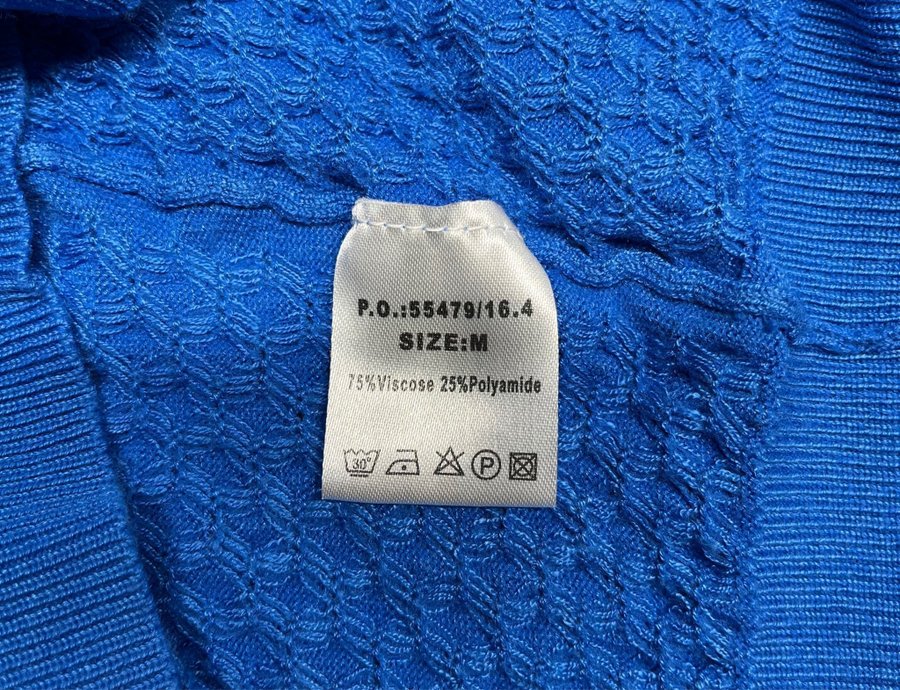 P.O.:55479/16.4
SIZE:M
75%Viscose 25%Polyamide
30° P